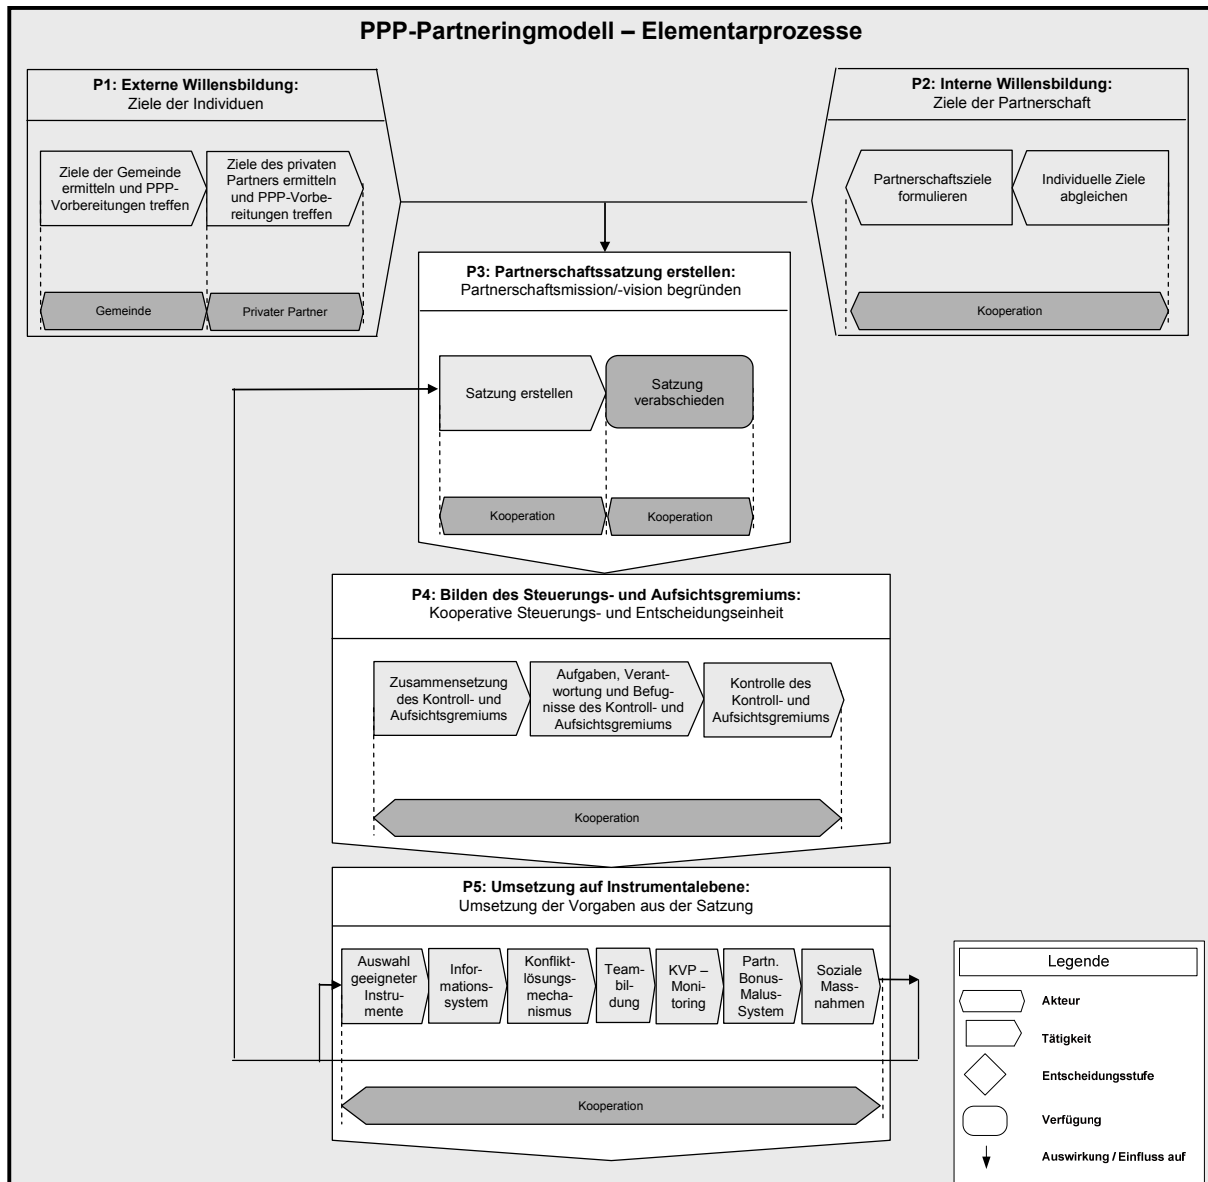 PPP-Partneringmodell – Elementarprozesse
P1: Externe Willensbildung:
Ziele der Individuen
Ziele der Gemeinde
ermitteln und PPP-
Vorbereitungen treffen
Ziele des privaten
Partners ermitteln
und PPP-Vorbe-
reitungen treffen
Gemeinde
Privater Partner
P2: Interne Willensbildung:
Ziele der Partnerschaft
Partnerschaftsziele
formulieren
Individuelle Ziele
abgleichen
Kooperation
P3: Partnerschaftssatzung erstellen:
Partnerschaftsmission/-vision begründen
Satzung erstellen
Satzung
verabschieden
Kooperation
Kooperation
P4: Bilden des Steuerungs- und Aufsichtsgremiums:
Kooperative Steuerungs- und Entscheidungseinheit
Zusammensetzung
des Kontroll- und
Aufsichtsgremiums
Aufgaben, Verant-
wortung und Befug-
nisse des Kontroll- und
Aufsichtsgremiums
Kontrolle des
Kontroll- und
Aufsichtsgremiums
Kooperation
P5: Umsetzung auf Instrumentalebene:
Umsetzung der Vorgaben aus der Satzung
Auswahl
geeigneter
Instru-
mente
Infor-
mations-
system
Konflikt-
lösungs-
mecha-
nismus
Team-
bildung
KVP –
Moni-
toring
Partn.
Bonus-
Malus-
System
Soziale
Mass-
nahmen
Kooperation
Legende
Akteur
Tätigkeit
Entscheidungsstufe
Verfügung
Auswirkung / Einfluss auf